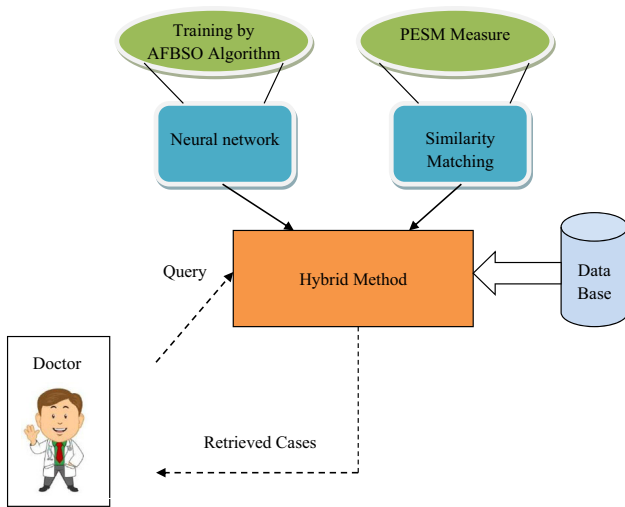 Training by
AFBSO Algorithm
PESM Measure
Neural network
Similarity
Matching
Query
Hybrid Method
Data
Base
Doctor
Retrieved Cases